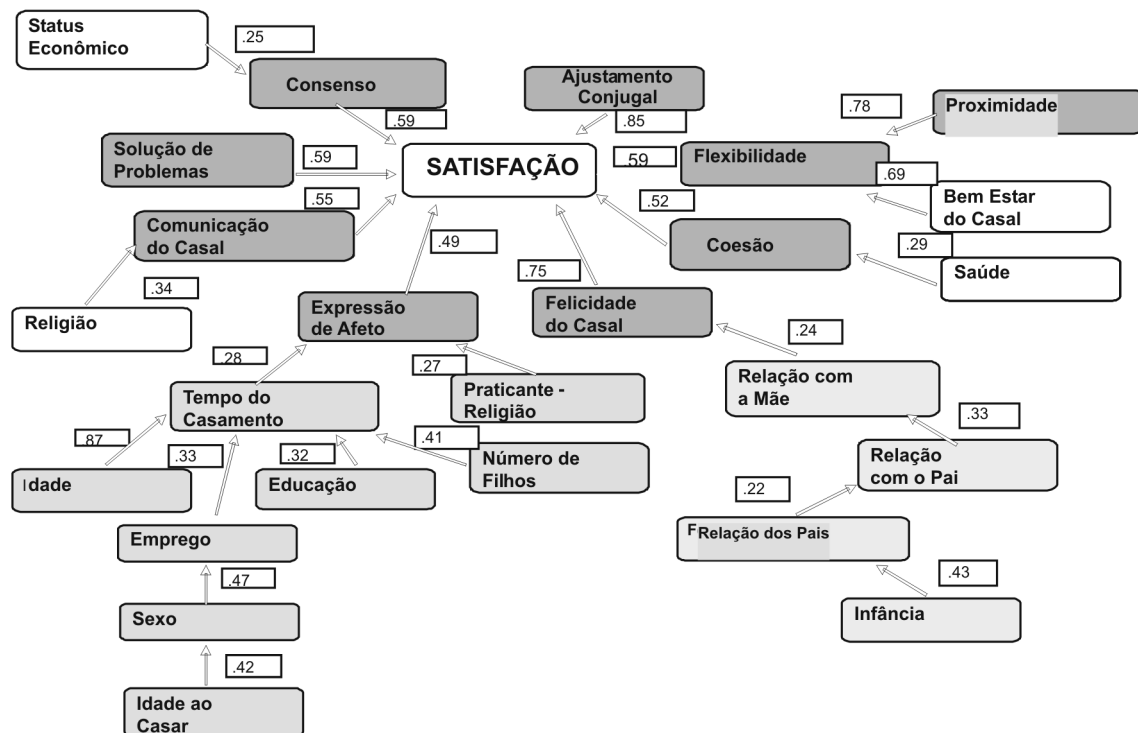 Status
Econômico
.25
Consenso
.59
Ajustamento
Conjugal
.85
.78
Proximidade
Solução de
Problemas
.59
SATISFAÇÃO
.59
Flexibilidade
.69
Bem Estar
do Casal
.55
Comunicação
do Casal
.52
Coesão
.29
Saúde
.49
.75
.34
Religião
Expressão
de Afeto
Felicidade
do Casal
.24
.28
.27
Tempo do
Casamento
Praticante -
Religião
Relação com
a Mãe
.33
.87
.33
.32
.41
Idade
Educação
Número de
Filhos
Relação
com o Pai
.22
Emprego
F
Relação dos Pais
.47
.43
Sexo
Infância
.42
Idade ao
Casar